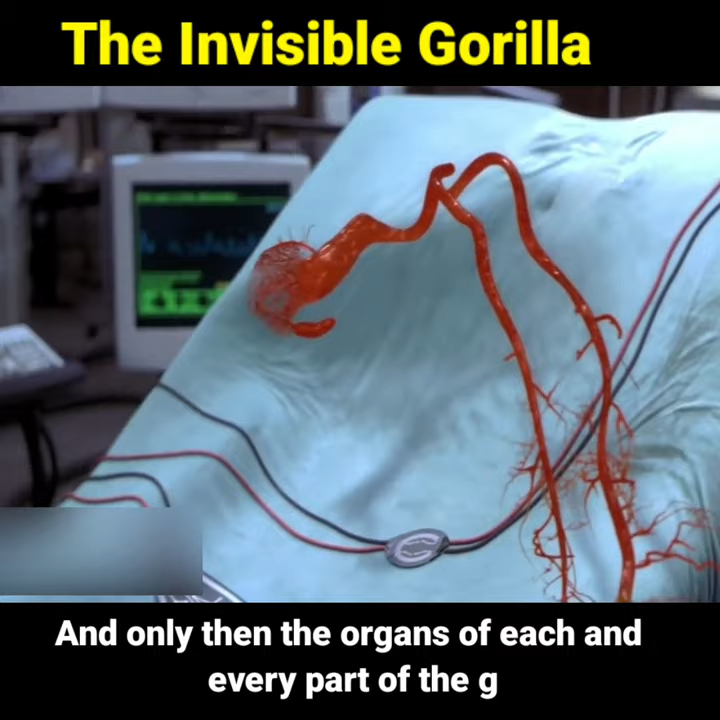 The Invisible Gorilla
And only then the organs of each and
every part of the g